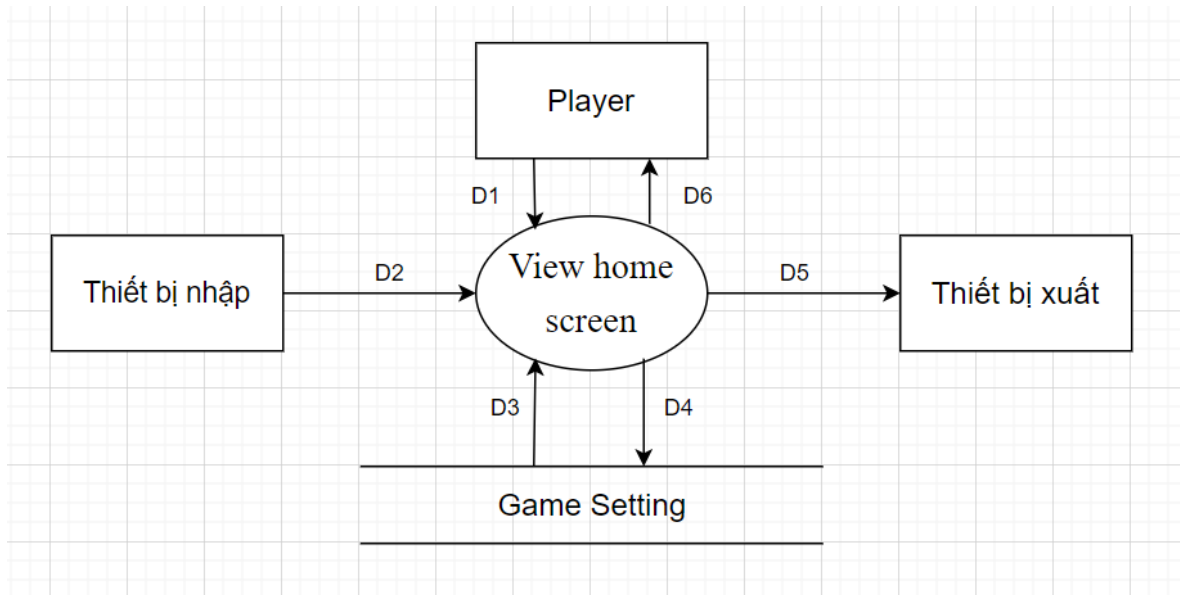 Player
D1
D6
Thiết bị nhập
D2
View home
screen
D5
Thiết bị xuất
D3
D4
Game Setting